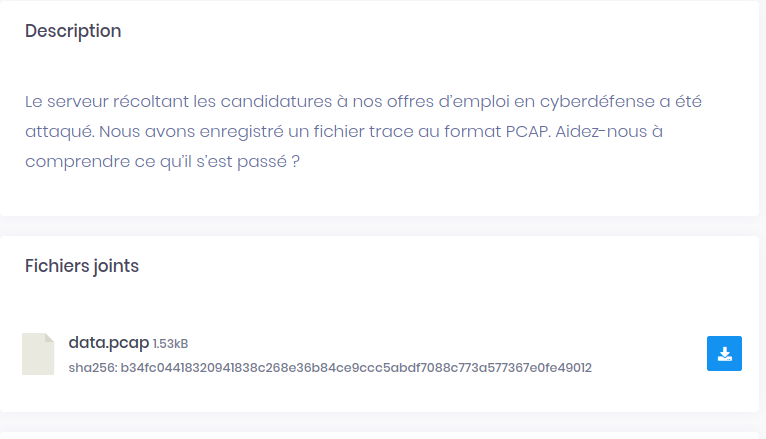 Description
Le serveur récoltant les candidatures à nos offres d'emploi en cyberdéfense a été
attaqué. Nous avons enregistré un fichier trace au format PCAP. Aidez-nous à
comprendre ce qu'il s'est passé ?
Fichiers joints
data.pcap 1.53kB
sha256: b34fc04418320941838c268e36b84ce9ccc5abdf7088c773a577367e0fe49012